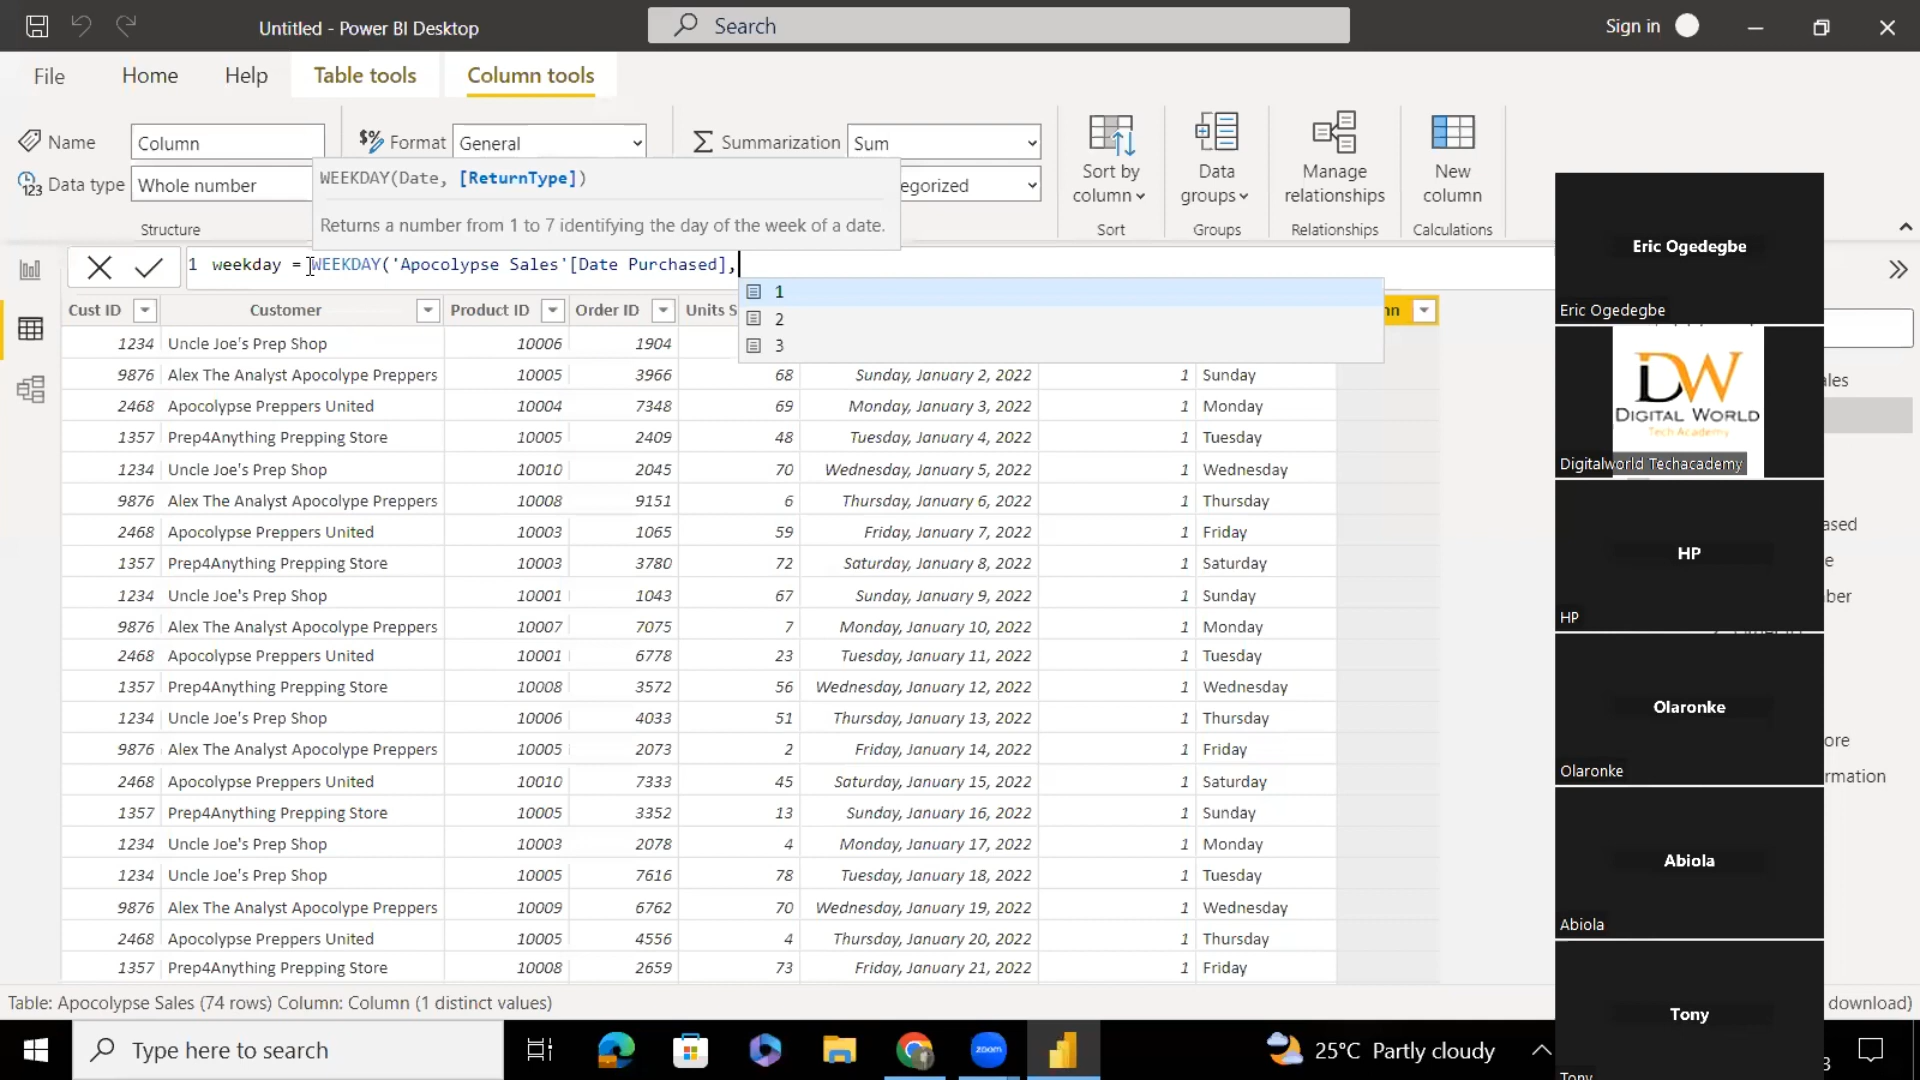 Untitled - Power BI Desktop
Search
Sign in
File Home Help Table tools Column tools
Name Column Format General Summarization Sum
Data type Whole number
WEEKDAY(Date, [ReturnType])
Returns a number from 1 to 7 identifying the day of the week of a date.
egorized
Sort by column
Data groups
Manage relationships
New column
Structure Sort Groups Relationships Calculations
1 weekday = WEEKDAY('Apocolypse Sales'[Date Purchased],
1
2
3
Cust ID Customer Product ID Order ID Units S nn
1234 Uncle Joe's Prep Shop 10006 1904
9876 Alex The Analyst Apocolype Preppers 10005 3966 68 Sunday, January 2, 2022 1 Sunday
2468 Apocolypse Preppers United 10004 7348 69 Monday, January 3, 2022 1 Monday
1357 Prep4Anything Prepping Store 10005 2409 48 Tuesday, January 4, 2022 1 Tuesday
1234 Uncle Joe's Prep Shop 10010 2045 70 Wednesday, January 5, 2022 1 Wednesday
9876 Alex The Analyst Apocolype Preppers 10008 9151 6 Thursday, January 6, 2022 1 Thursday
2468 Apocolypse Preppers United 10003 1065 59 Friday, January 7, 2022 1 Friday
1357 Prep4Anything Prepping Store 10003 3780 72 Saturday, January 8, 2022 1 Saturday
1234 Uncle Joe's Prep Shop 10001 1043 67 Sunday, January 9, 2022 1 Sunday
9876 Alex The Analyst Apocolype Preppers 10007 7075 7 Monday, January 10, 2022 1 Monday
2468 Apocolypse Preppers United 10001 6778 23 Tuesday, January 11, 2022 1 Tuesday
1357 Prep4Anything Prepping Store 10008 3572 56 Wednesday, January 12, 2022 1 Wednesday
1234 Uncle Joe's Prep Shop 10006 4033 51 Thursday, January 13, 2022 1 Thursday
9876 Alex The Analyst Apocolype Preppers 10005 2073 2 Friday, January 14, 2022 1 Friday
2468 Apocolypse Preppers United 10010 7333 45 Saturday, January 15, 2022 1 Saturday
1357 Prep4Anything Prepping Store 10005 3352 13 Sunday, January 16, 2022 1 Sunday
1234 Uncle Joe's Prep Shop 10003 2078 4 Monday, January 17, 2022 1 Monday
1234 Uncle Joe's Prep Shop 10005 7616 78 Tuesday, January 18, 2022 1 Tuesday
9876 Alex The Analyst Apocolype Preppers 10009 6762 70 Wednesday, January 19, 2022 1 Wednesday
2468 Apocolypse Preppers United 10005 4556 4 Thursday, January 20, 2022 1 Thursday
1357 Prep4Anything Prepping Store 10008 2659 73 Friday, January 21, 2022 1 Friday
Table: Apocolypse Sales (74 rows) Column: Column (1 distinct values)
download)
Eric Ogedegbe
Eric Ogedegbe
DW
DIGITAL WORLD
Tech Academy
Digitalworld Techacademy
HP
HP
Olaronke
Olaronke
Abiola
Abiola
Tony
Tony
ales
ased
e
ber
ore
rmation
Type here to search
zoom
25°C Partly cloudy
3